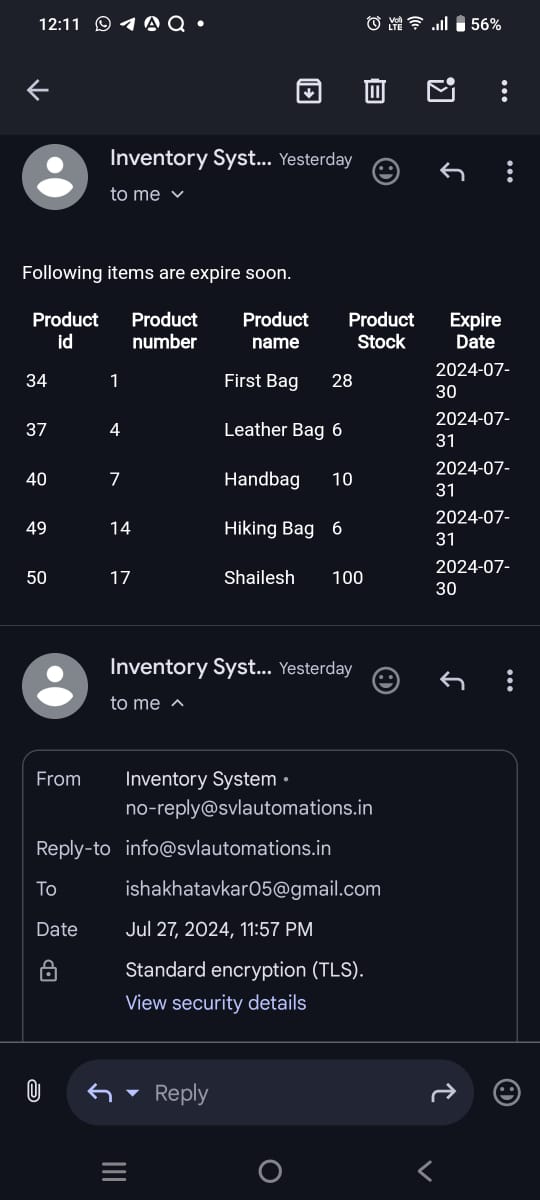 12:11 56%
Inventory Syst... Yesterday
to me
Following items are expire soon.
Product id Product number Product name Product Stock Expire Date
34 1 First Bag 28 2024-07-30
37 4 Leather Bag 6 2024-07-31
40 7 Handbag 10 2024-07-31
49 14 Hiking Bag 6 2024-07-31
50 17 Shailesh 100 2024-07-30
Inventory Syst... Yesterday
to me
From Inventory System •
no-reply@svlautomations.in
Reply-to info@svlautomations.in
To ishakhatavkar05@gmail.com
Date Jul 27, 2024, 11:57 PM
Standard encryption (TLS).
View security details
Reply